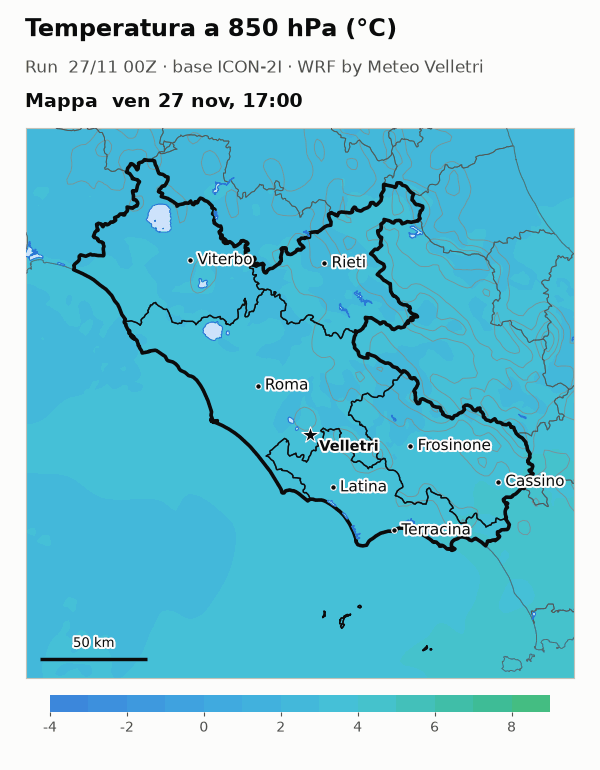 Temperatura a 850 hPa (°C)
Run  27/11 00Z · base ICON-2I · WRF by Meteo Velletri
Mappa  ven 27 nov, 17:00
Viterbo
Rieti
Roma
Velletri
Frosinone
Latina
Cassino
Terracina
50 km
-4 -2 0 2 4 6 8